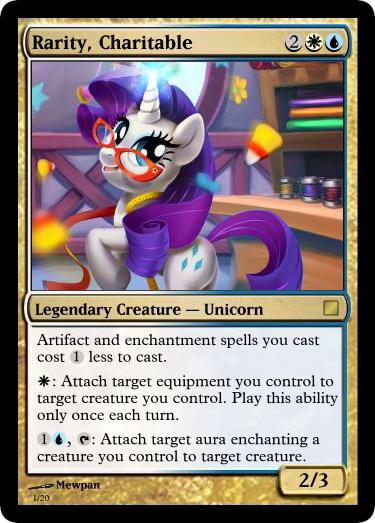 Rarity, Charitable 2
Legendary Creature — Unicorn
Artifact and enchantment spells you cast
cost 1 less to cast.
: Attach target equipment you control to
target creature you control. Play this ability
only once each turn.
1 , : Attach target aura enchanting a
creature you control to target creature.
2/3
Mewpan
1/20